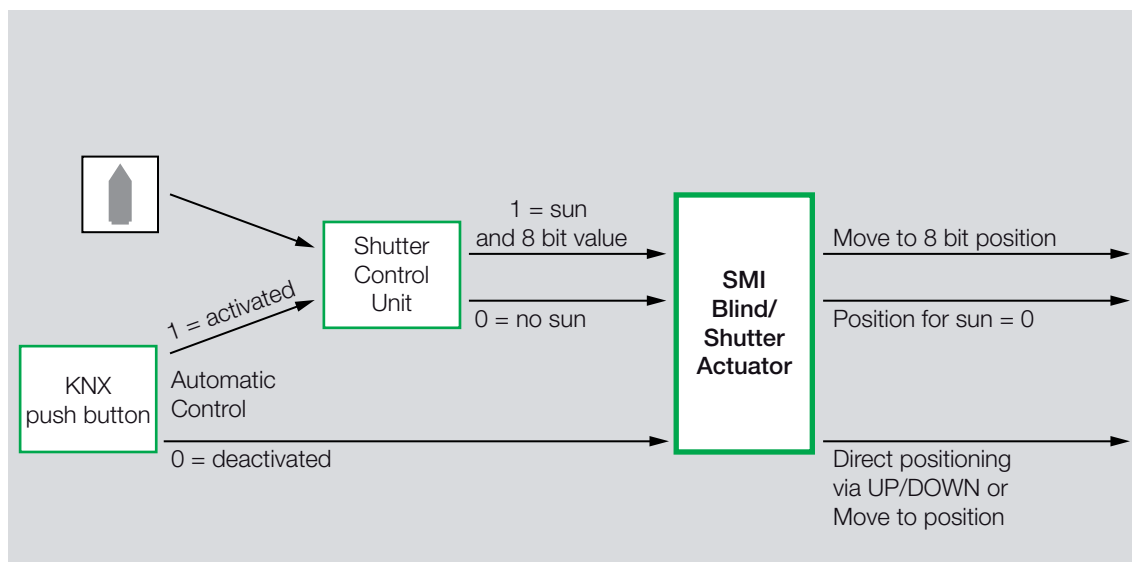 1 = sun
and 8 bit value
Shutter
Control
Unit
0 = no sun
1 = activated
KNX
push button
Automatic
Control
0 = deactivated
SMI
Blind/
Shutter
Actuator
Move to 8 bit position
Position for sun = 0
Direct positioning
via UP/DOWN or
Move to position